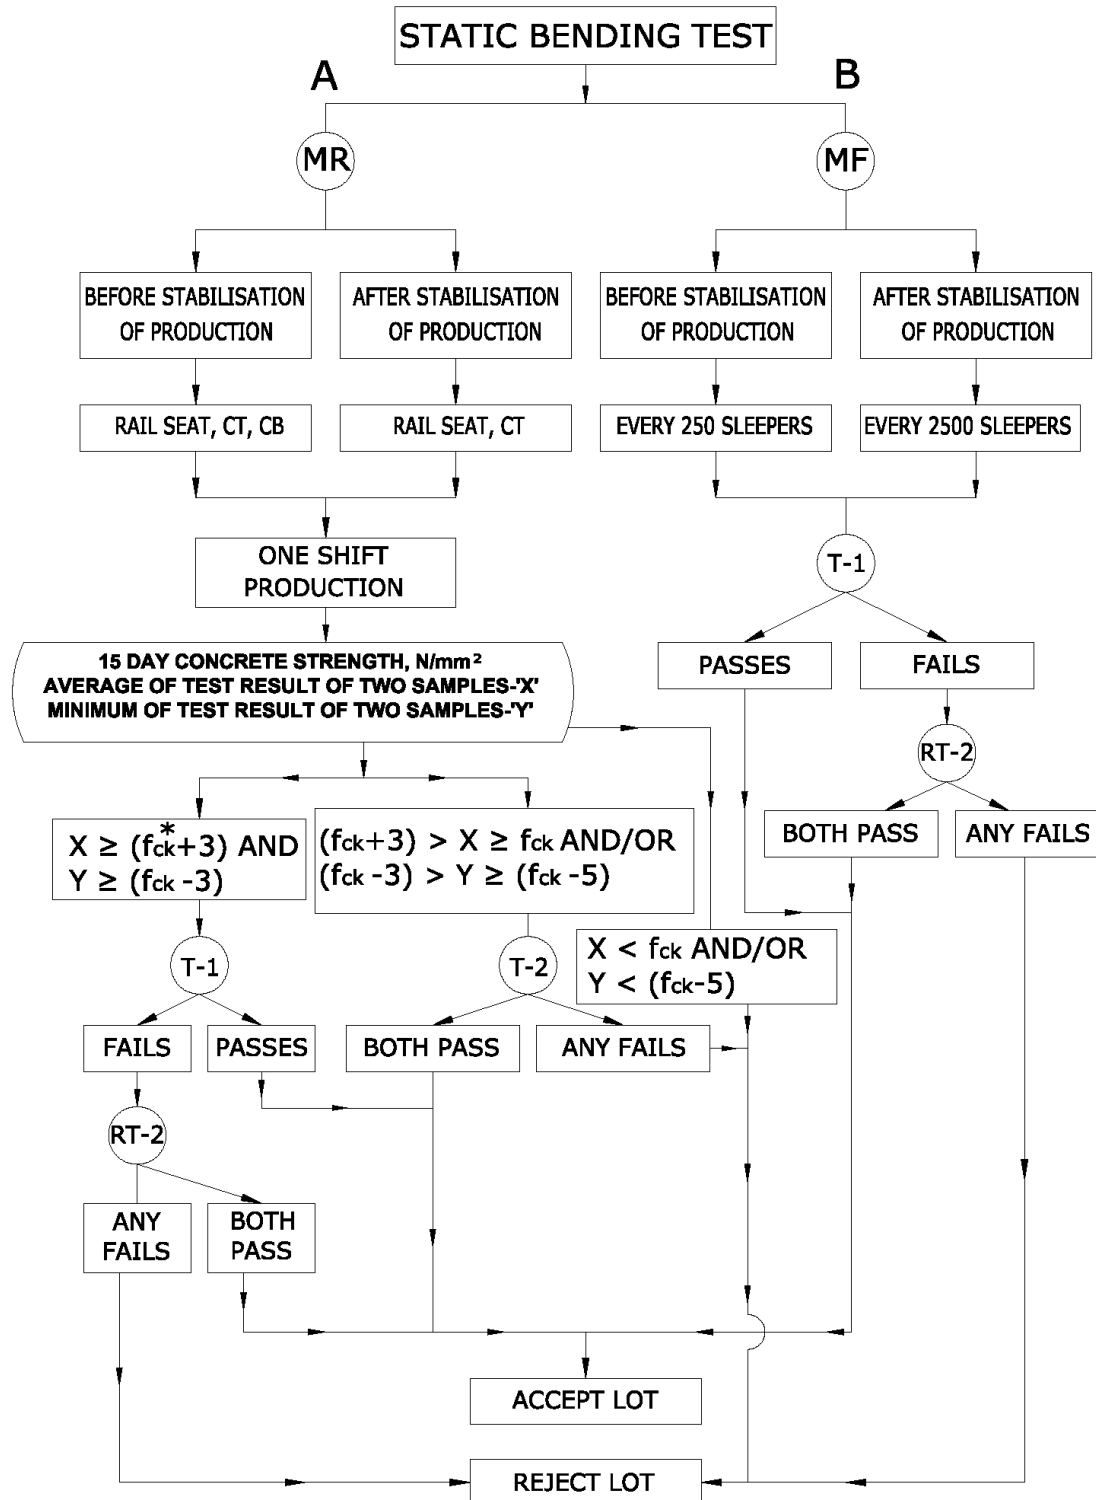 STATIC BENDING TEST
A
B
MR
MF
BEFORE STABILISATION
OF PRODUCTION
AFTER STABILISATION
OF PRODUCTION
BEFORE STABILISATION
OF PRODUCTION
AFTER STABILISATION
OF PRODUCTION
RAIL SEAT, CT, CB
RAIL SEAT, CT
EVERY 250 SLEEPERS
EVERY 2500 SLEEPERS
ONE SHIFT
PRODUCTION
T-1
15 DAY CONCRETE STRENGTH, N/mm²
AVERAGE OF TEST RESULT OF TWO SAMPLES-'X'
MINIMUM OF TEST RESULT OF TWO SAMPLES-'Y'
PASSES
FAILS
RT-2
BOTH PASS
ANY FAILS
X ≥ (fck*+3) AND
Y ≥ (fck -3)
(fck+3) > X ≥ fck AND/OR
(fck -3) > Y ≥ (fck -5)
X < fck AND/OR
Y < (fck-5)
T-1
T-2
FAILS
PASSES
BOTH PASS
ANY FAILS
RT-2
ANY
FAILS
BOTH
PASS
ACCEPT LOT
REJECT LOT